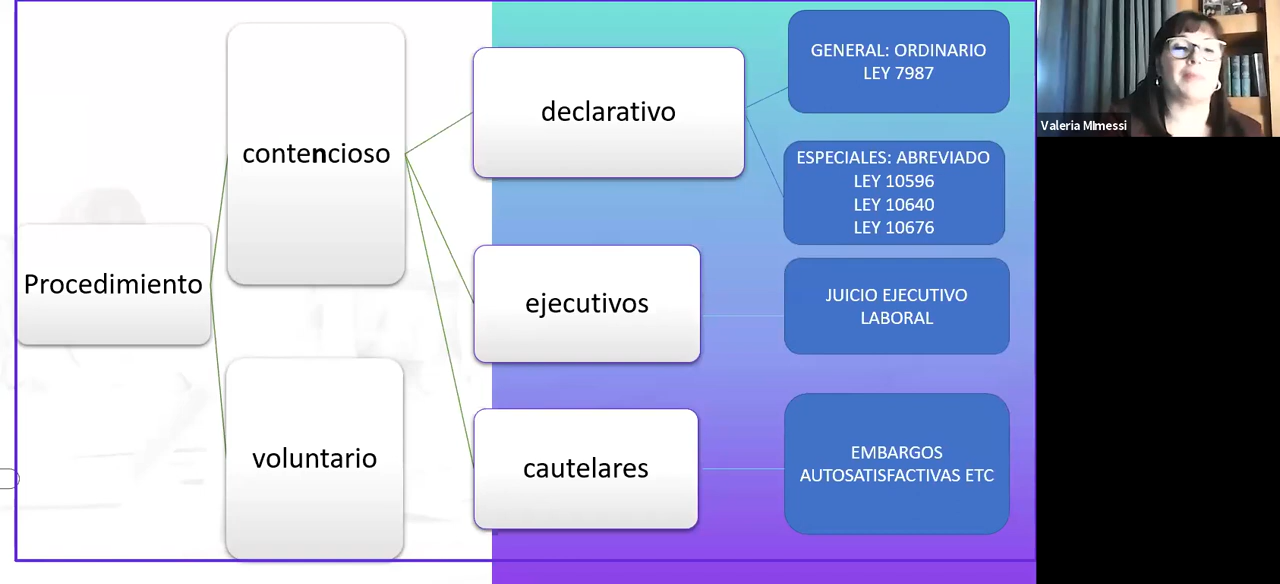 Procedimiento
contencioso
voluntario
declarativo
ejecutivos
cautelares
GENERAL: ORDINARIO
LEY 7987
ESPECIALES: ABREVIADO
LEY 10596
LEY 10640
LEY 10676
JUICIO EJECUTIVO
LABORAL
EMBARGOS
AUTOSATISFACTIVAS ETC
Valeria MImessi